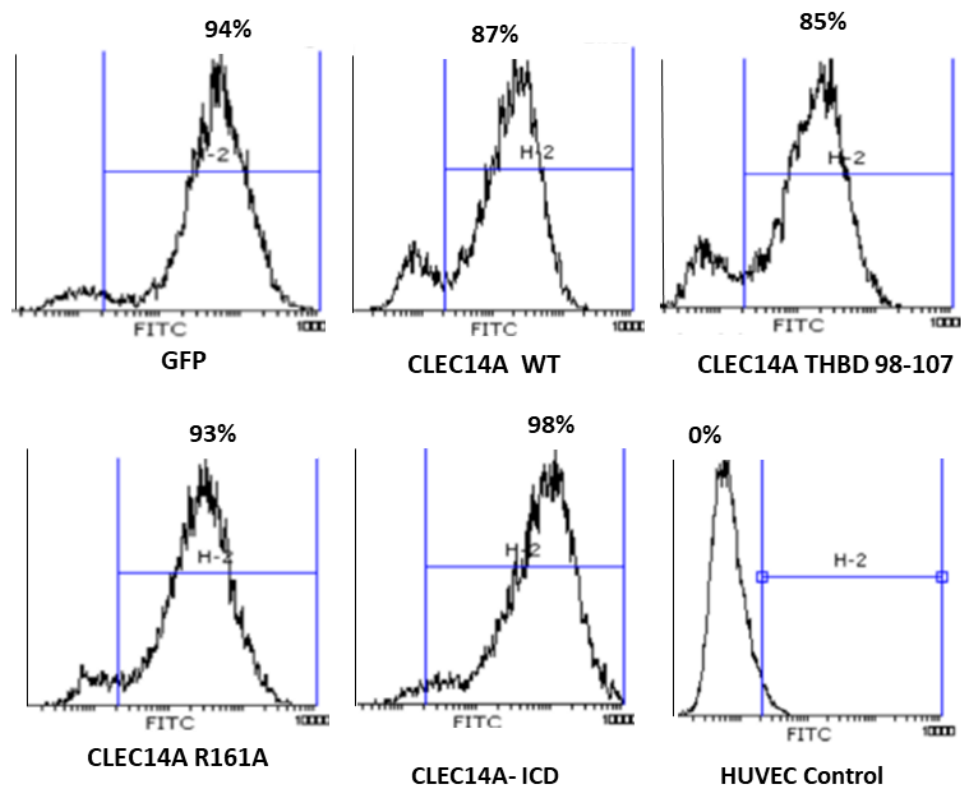 94%
87%
85%
H-2
H-2
FITC
FITC
FITC
GFP
CLEC14A WT
CLEC14A THBD 98-107
93%
98%
0%
H-2
H-2
H-2
FITC
FITC
FITC
CLEC14A R161A
CLEC14A- ICD
HUVEC Control